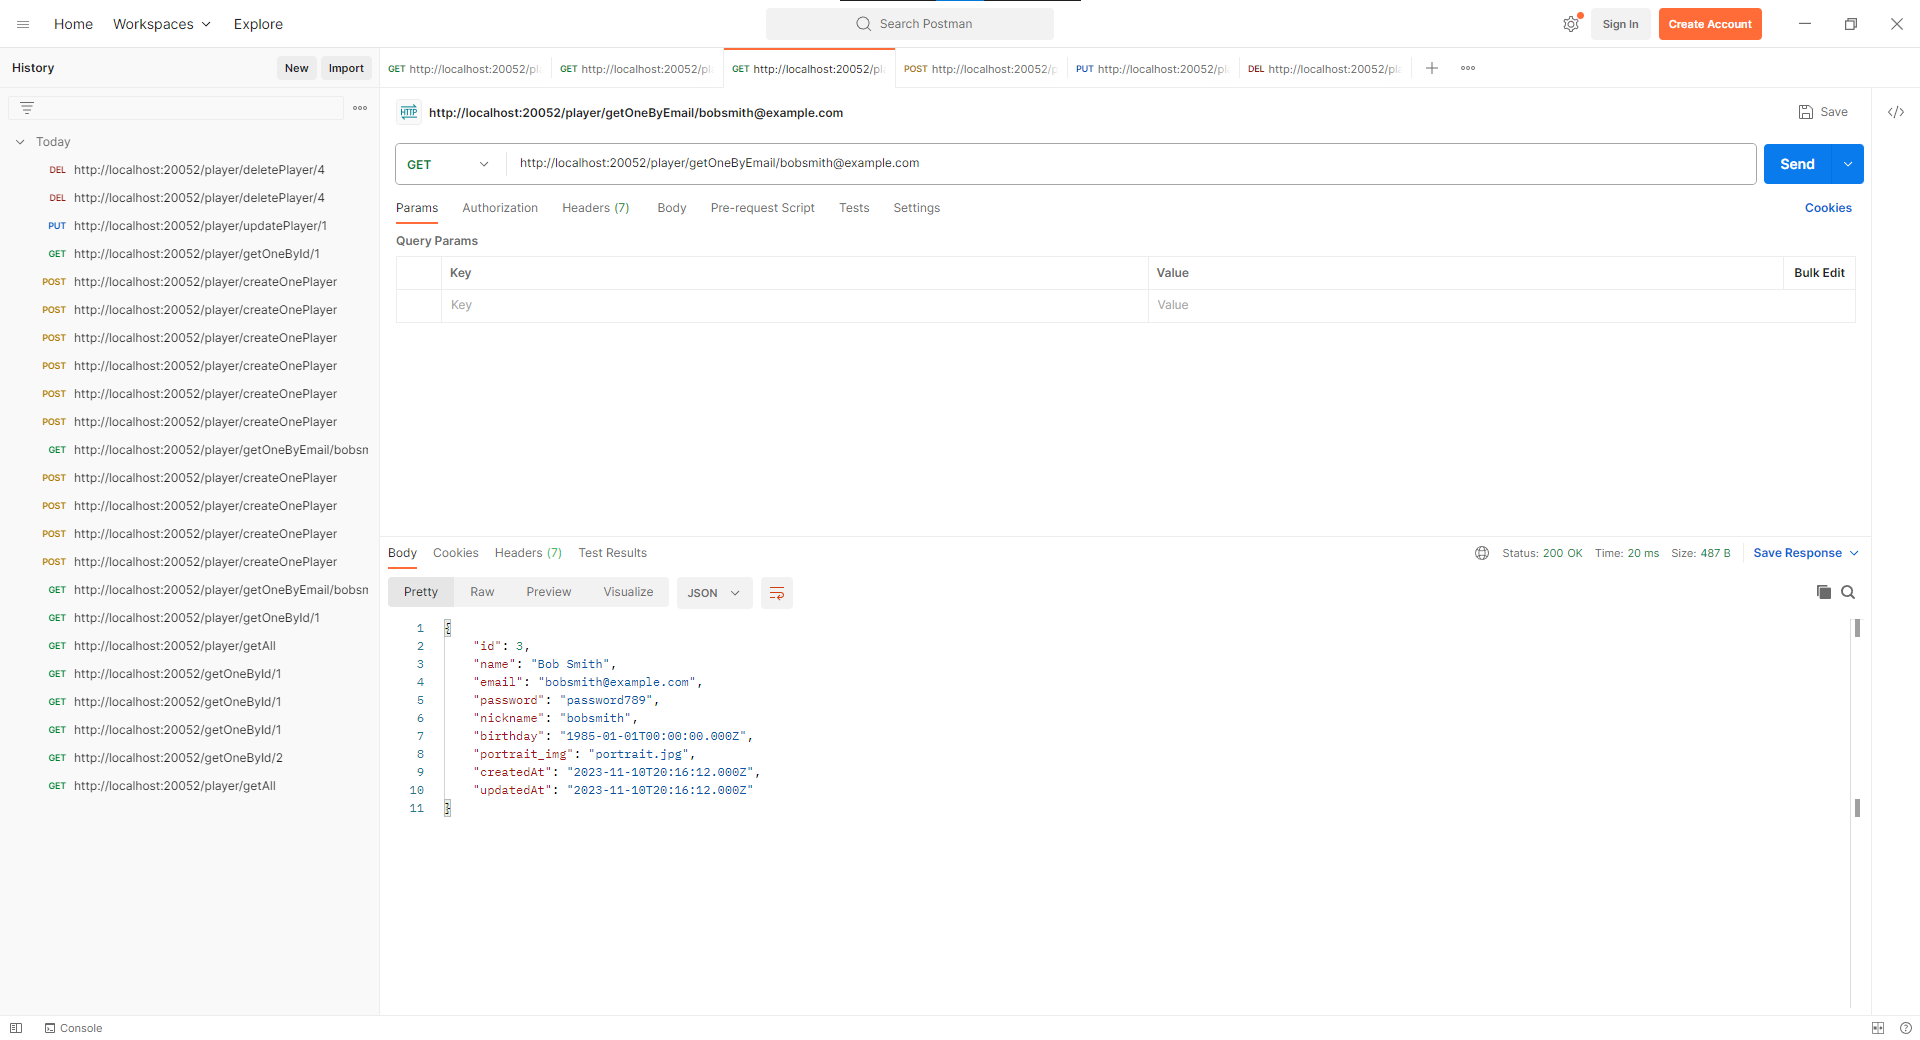 Home Workspaces Explore Search Postman Sign In Create Account
History New Import
GET http://localhost:20052/pl GET http://localhost:20052/pl GET http://localhost:20052/pl POST http://localhost:20052/p PUT http://localhost:20052/pl DEL http://localhost:20052/pl
Today
DEL http://localhost:20052/player/deletePlayer/4
DEL http://localhost:20052/player/deletePlayer/4
PUT http://localhost:20052/player/updatePlayer/1
GET http://localhost:20052/player/getOneById/1
POST http://localhost:20052/player/createOnePlayer
POST http://localhost:20052/player/createOnePlayer
POST http://localhost:20052/player/createOnePlayer
POST http://localhost:20052/player/createOnePlayer
POST http://localhost:20052/player/createOnePlayer
POST http://localhost:20052/player/createOnePlayer
GET http://localhost:20052/player/getOneByEmail/bobsm
POST http://localhost:20052/player/createOnePlayer
POST http://localhost:20052/player/createOnePlayer
POST http://localhost:20052/player/createOnePlayer
POST http://localhost:20052/player/createOnePlayer
GET http://localhost:20052/player/getOneByEmail/bobsm
GET http://localhost:20052/player/getOneById/1
GET http://localhost:20052/player/getAll
GET http://localhost:20052/getOneById/1
GET http://localhost:20052/getOneById/1
GET http://localhost:20052/getOneById/1
GET http://localhost:20052/getOneById/2
GET http://localhost:20052/player/getAll
HTTP http://localhost:20052/player/getOneByEmail/bobsmith@example.com Save
GET http://localhost:20052/player/getOneByEmail/bobsmith@example.com Send
Params Authorization Headers (7) Body Pre-request Script Tests Settings Cookies
Query Params
Key Value Bulk Edit
Key Value
Body Cookies Headers (7) Test Results Status: 200 OK Time: 20 ms Size: 487 B Save Response
Pretty Raw Preview Visualize JSON
1 {
2 "id": 3,
3 "name": "Bob Smith",
4 "email": "bobsmith@example.com",
5 "password": "password789",
6 "nickname": "bobsmith",
7 "birthday": "1985-01-01T00:00:00.000Z",
8 "portrait_img": "portrait.jpg",
9 "createdAt": "2023-11-10T20:16:12.000Z",
10 "updatedAt": "2023-11-10T20:16:12.000Z"
11 }
Console